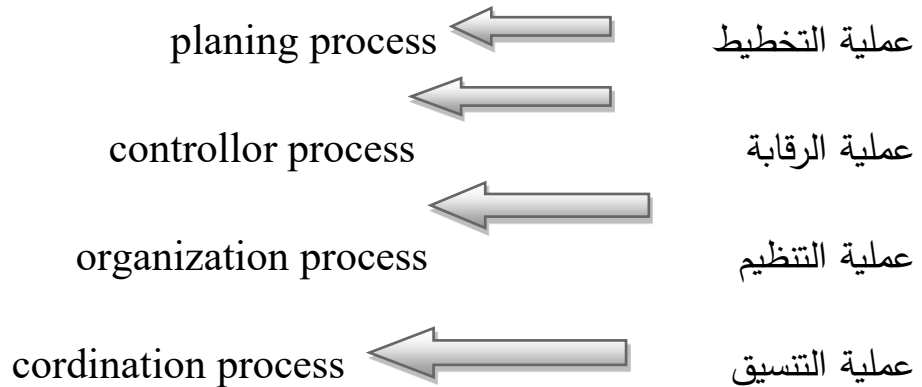 عملية التخطيط planing process
عملية الرقابة controllor process
عملية التنظيم organization process
عملية التنسيق cordination process